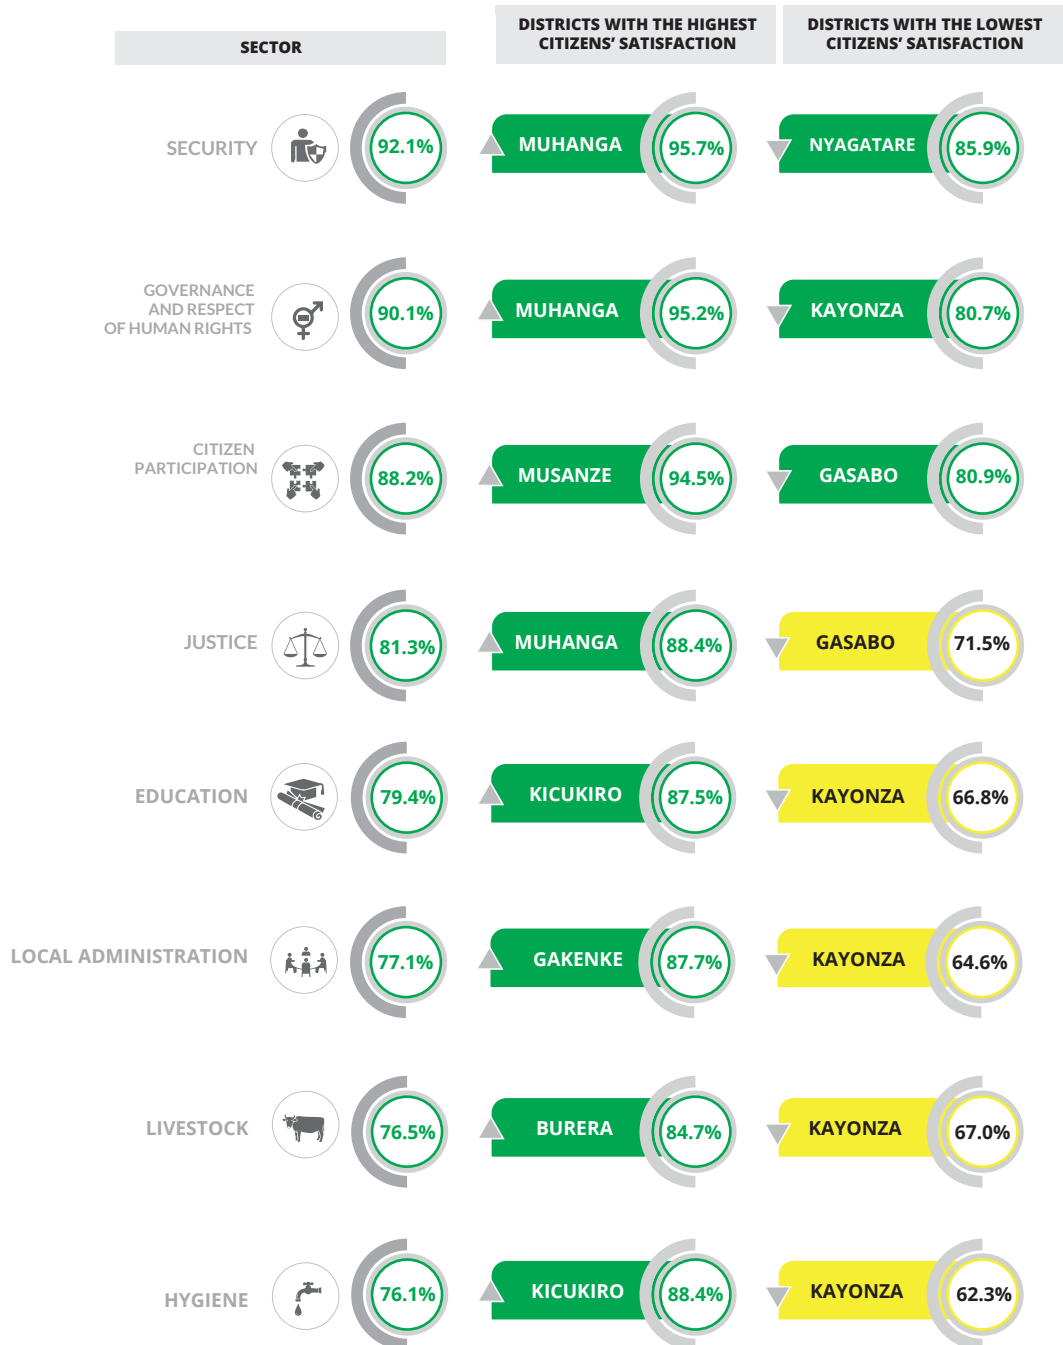 SECTOR
DISTRICTS WITH THE HIGHEST
CITIZENS' SATISFACTION
DISTRICTS WITH THE LOWEST
CITIZENS' SATISFACTION
SECURITY
92.1%
MUHANGA
95.7%
NYAGATARE
85.9%
GOVERNANCE
AND RESPECT
OF HUMAN RIGHTS
90.1%
MUHANGA
95.2%
KAYONZA
80.7%
CITIZEN
PARTICIPATION
88.2%
MUSANZE
94.5%
GASABO
80.9%
JUSTICE
81.3%
MUHANGA
88.4%
GASABO
71.5%
EDUCATION
79.4%
KICUKIRO
87.5%
KAYONZA
66.8%
LOCAL ADMINISTRATION
77.1%
GAKENKE
87.7%
KAYONZA
64.6%
LIVESTOCK
76.5%
BURERA
84.7%
KAYONZA
67.0%
HYGIENE
76.1%
KICUKIRO
88.4%
KAYONZA
62.3%